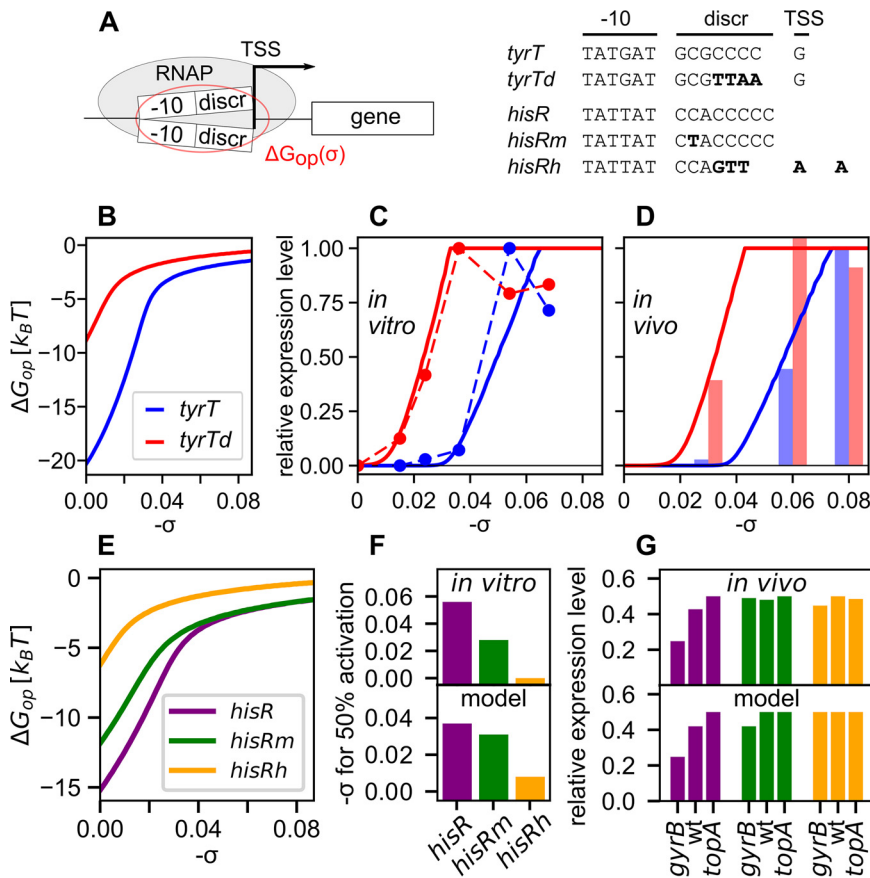 A
TSS
RNAP
-10 discr
-10 discr
gene
ΔGop(σ)
-10 discr TSS
tyrT TATGAT GCGCCCC G
tyrTd TATGAT GCGTTAA G
hisR TATTAT CCACCCCC
hisRm TATTAT CTACCCCC
hisRh TATTAT CCAGTT A A
B
ΔGop [kBT]
0
−5
−10
−15
−20
tyrT
tyrTd
0.00 0.04 0.08
-σ
C
relative expression level
1.00
0.75
0.50
0.25
0.00
in
vitro
0.00 0.02 0.04 0.06 0.08
-σ
D
in
vivo
0.00 0.02 0.04 0.06 0.08
-σ
E
ΔGop [kBT]
0
−5
−10
−15
hisR
hisRm
hisRh
0.00 0.04 0.08
-σ
F
-σ for 50% activation
in vitro
0.06
0.04
0.02
0.00
model
0.04
0.02
0.00
hisR
hisRm
hisRh
G
relative expression level
in vivo
0.6
0.4
0.2
model
0.6
0.4
0.2
0.0
gyrB
wt
topA
gyrB
wt
topA
gyrB
wt
topA